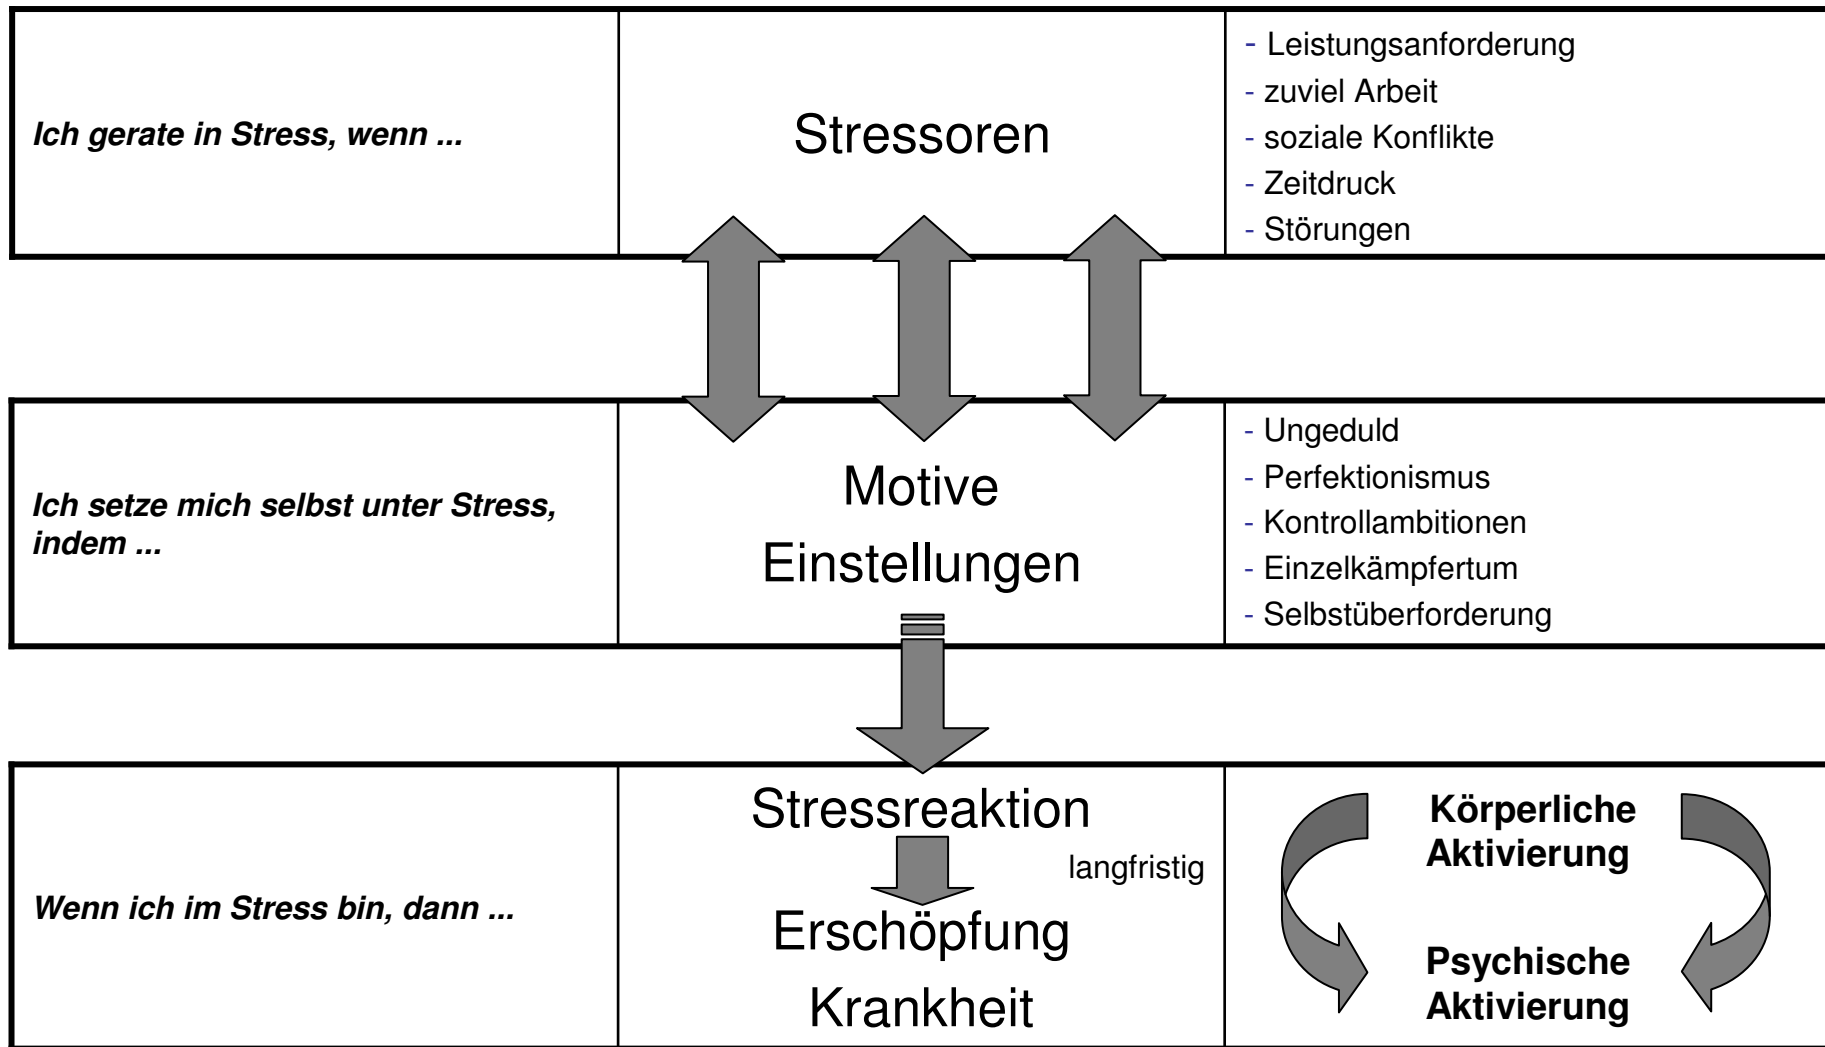 Ich gerate in Stress, wenn ...
Stressoren
- Leistungsanforderung
- zuviel Arbeit
- soziale Konflikte
- Zeitdruck
- Störungen
Ich setze mich selbst unter Stress,
indem ...
Motive
Einstellungen
- Ungeduld
- Perfektionismus
- Kontrollambitionen
- Einzelkämpfertum
- Selbstüberforderung
Wenn ich im Stress bin, dann ...
Stressreaktion
langfristig
Erschöpfung
Krankheit
Körperliche
Aktivierung
Psychische
Aktivierung